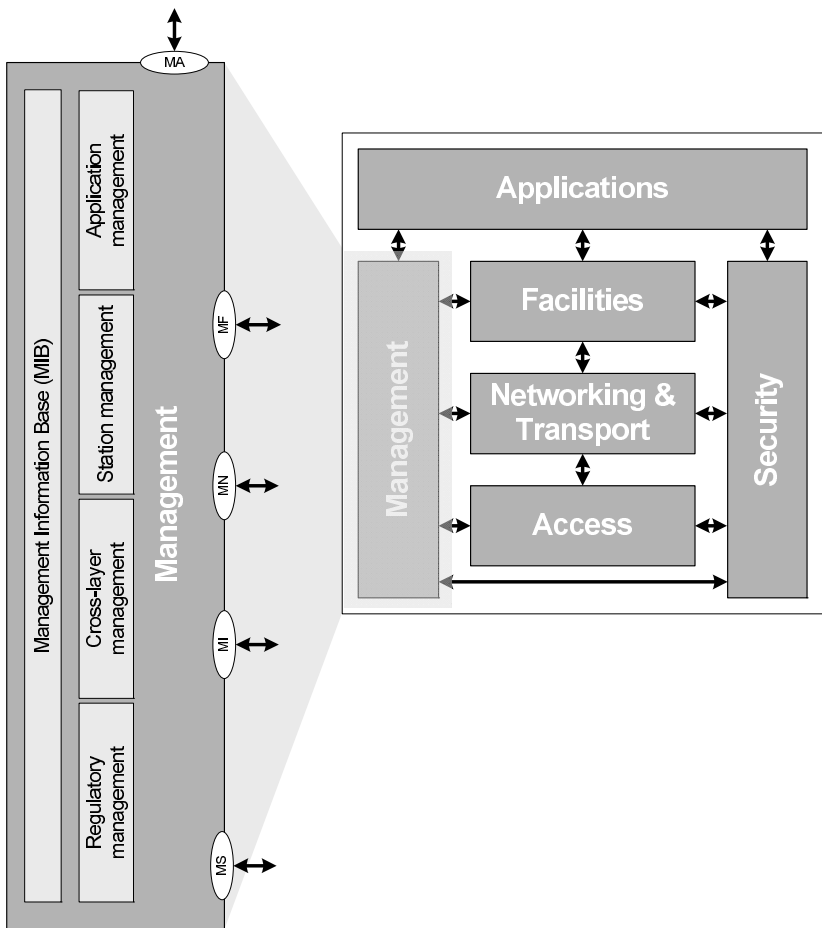 MA
Management Information Base (MIB)
Application
management
Station management
Cross-layer
management
Regulatory
management
Management
MF
MN
MI
MS
Applications
Management
Facilities
Networking &
Transport
Access
Security